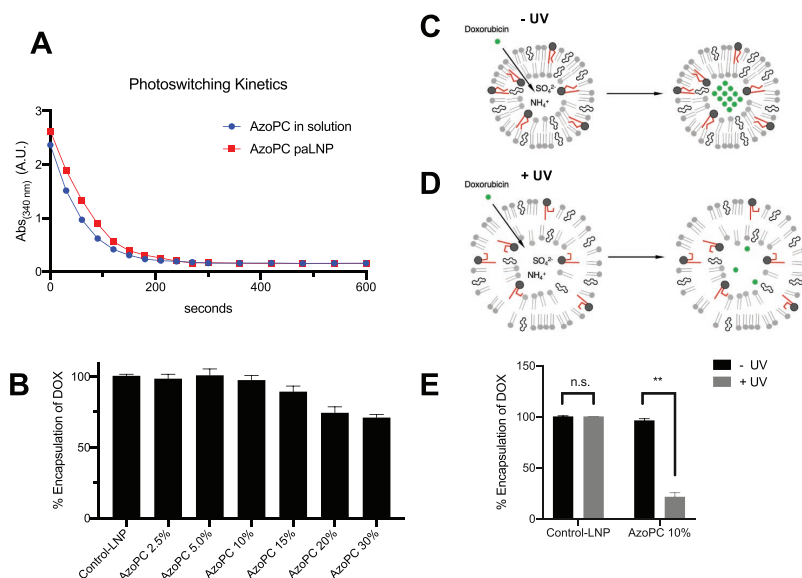 A
Photoswitching Kinetics
AzoPC in solution
AzoPC paLNP
Abs(340 nm) (A.U.)
3
2
1
0
0
200
400
600
seconds
C
- UV
Doxorubicin
SO₄²⁻
NH₄⁺
D
+ UV
Doxorubicin
SO₄²⁻
NH₄⁺
B
% Encapsulation of DOX
100
50
0
Control-LNP
AzoPC 2.5%
AzoPC 5.0%
AzoPC 10%
AzoPC 15%
AzoPC 20%
AzoPC 30%
E
- UV
+ UV
% Encapsulation of DOX
150
100
50
0
n.s.
**
Control-LNP
AzoPC 10%